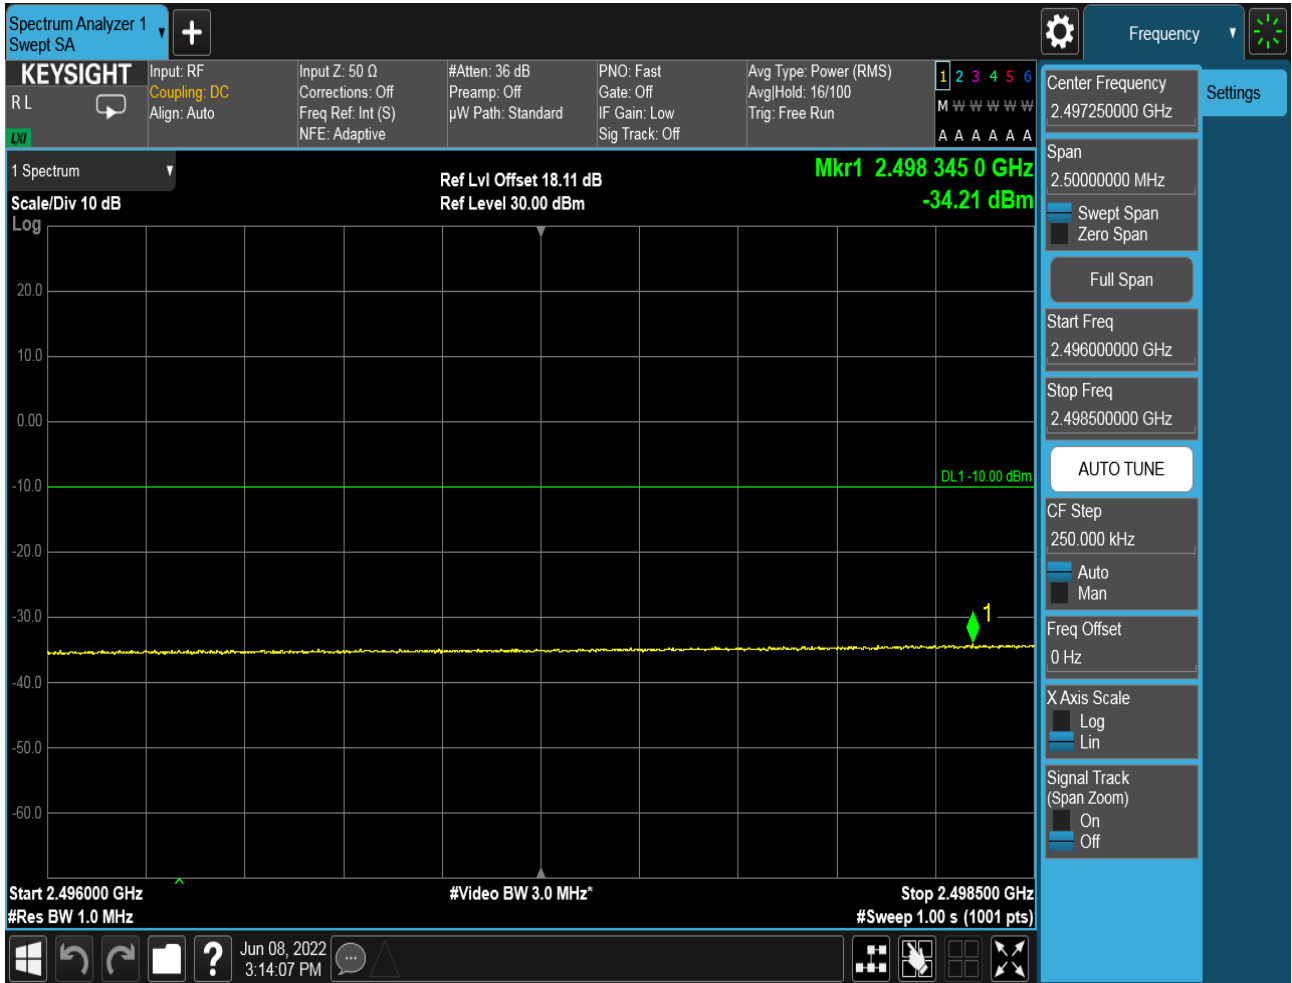 Spectrum Analyzer 1
Swept SA
Frequency
KEYSIGHT
R L
LXI
Input: RF
Coupling: DC
Align: Auto
Input Z: 50 Ω
Corrections: Off
Freq Ref: Int (S)
NFE: Adaptive
#Atten: 36 dB
Preamp: Off
µW Path: Standard
PNO: Fast
Gate: Off
IF Gain: Low
Sig Track: Off
Avg Type: Power (RMS)
Avg|Hold: 16/100
Trig: Free Run
1 2 3 4 5 6
M W W W W W
A A A A A A
1 Spectrum
Scale/Div 10 dB
Log
Ref Lvl Offset 18.11 dB
Ref Level 30.00 dBm
Mkr1 2.498 345 0 GHz
-34.21 dBm
20.0
10.0
0.00
-10.0
-20.0
-30.0
-40.0
-50.0
-60.0
DL1 -10.00 dBm
1
Start 2.496000 GHz
#Res BW 1.0 MHz
#Video BW 3.0 MHz*
Stop 2.498500 GHz
#Sweep 1.00 s (1001 pts)
Jun 08, 2022
3:14:07 PM
Center Frequency
2.497250000 GHz
Settings
Span
2.50000000 MHz
Swept Span
Zero Span
Full Span
Start Freq
2.496000000 GHz
Stop Freq
2.498500000 GHz
AUTO TUNE
CF Step
250.000 kHz
Auto
Man
Freq Offset
0 Hz
X Axis Scale
Log
Lin
Signal Track
(Span Zoom)
On
Off